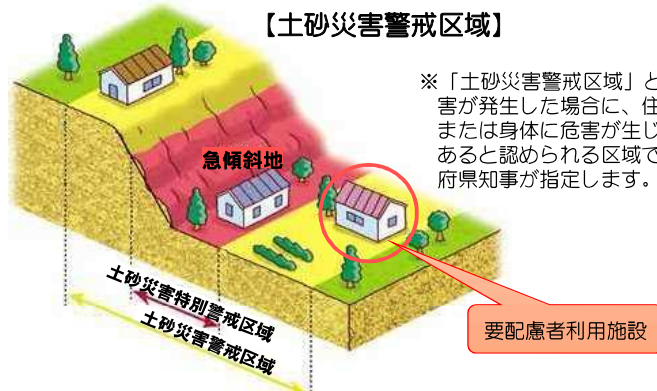 【土砂災害警戒区域】
※「土砂災害警戒区域」と
害が発生した場合に、住
または身体に危害が生じ
あると認められる区域で
府県知事が指定します。
急傾斜地
土砂災害特別警戒区域
土砂災害警戒区域
要配慮者利用施設